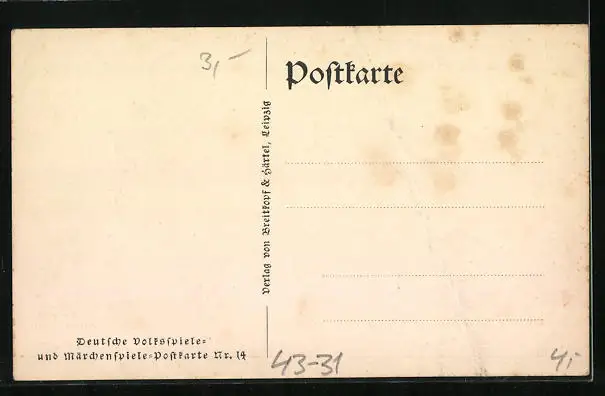 3,-
Poſtkarte
Verlag von Breitkopf & Härtel, Leipzig
Deutſche Volksſpiele-
und Märchenſpiele-Poſtkarte Nr. 14
43-31
4,-